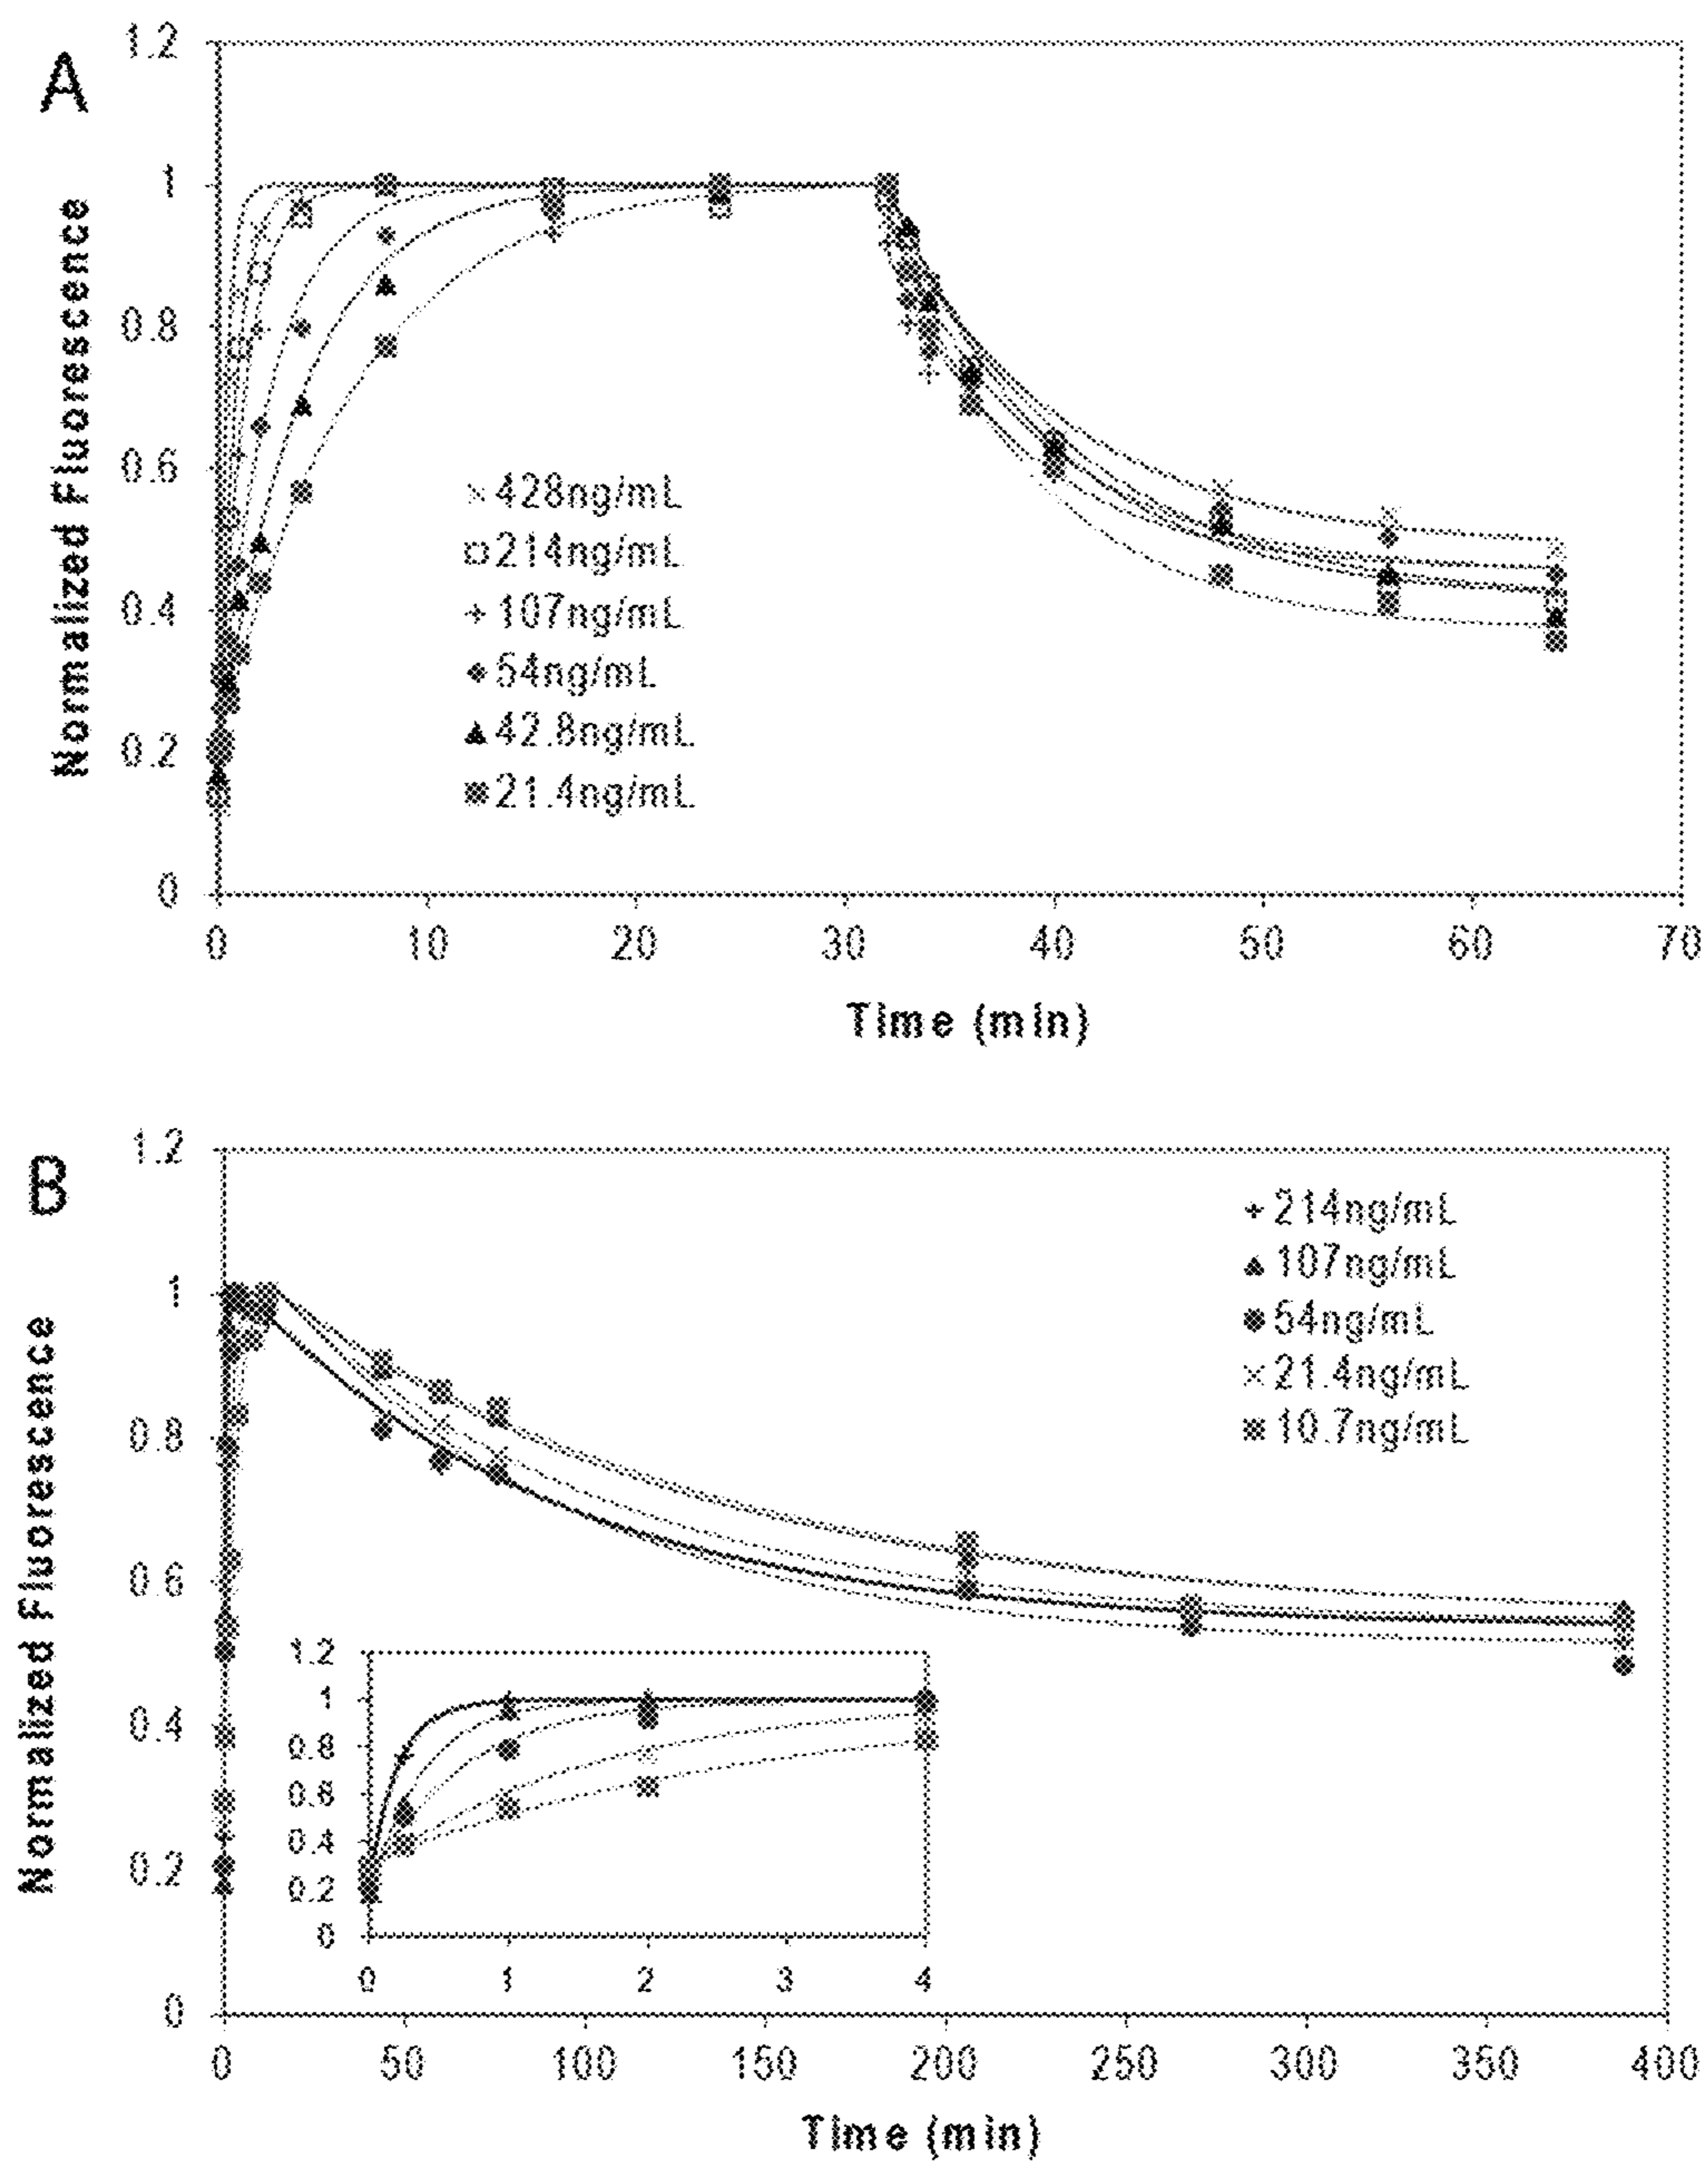 A
1.2
1
0.8
0.6
0.4
0.2
0
Normalized Fluorescence
428ng/mL
214ng/mL
107ng/mL
54ng/mL
42.8ng/mL
21.4ng/mL
0 10 20 30 40 50 60 70
Time (min)
B
1.2
1
0.8
0.6
0.4
0.2
0
Normalized Fluorescence
214ng/mL
107ng/mL
54ng/mL
21.4ng/mL
10.7ng/mL
1.2
1
0.8
0.6
0.4
0.2
0
0 1 2 3 4
0 50 100 150 200 250 300 350 400
Time (min)